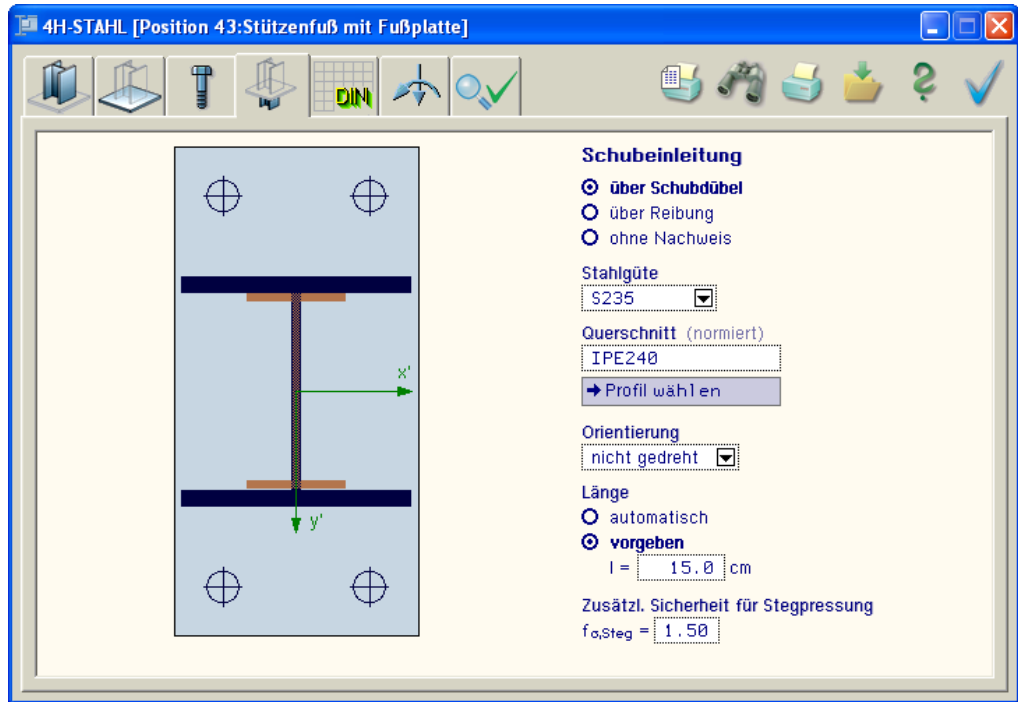 4H-STAHL [Position 43:Stützenfuß mit Fußplatte]
DIN
?
Schubeinleitung
über Schubdübel
über Reibung
ohne Nachweis
Stahlgüte
S235
Querschnitt (normiert)
IPE240
Profil wählen
Orientierung
nicht gedreht
Länge
automatisch
vorgeben
l = 15.0 cm
Zusätzl. Sicherheit für Stegpressung
fσ,Steg = 1.50
x'
y'